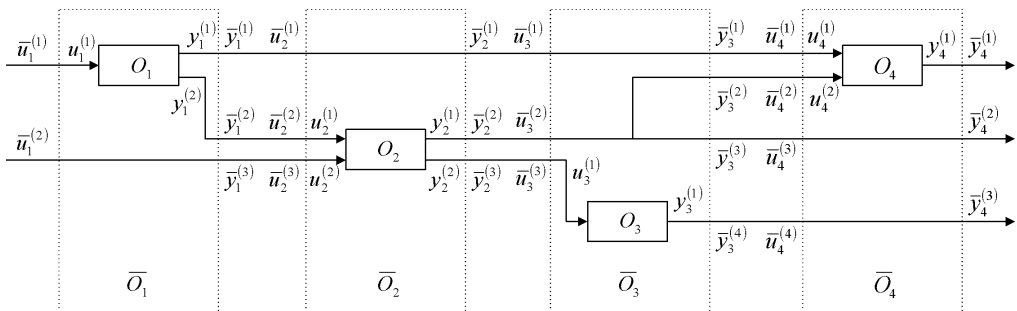 ȳ₁⁽¹⁾ ū₂⁽¹⁾ ȳ₂⁽¹⁾ ū₃⁽¹⁾ ȳ₃⁽¹⁾ ū₄⁽¹⁾ u₄⁽¹⁾
ū₁⁽¹⁾ u₁⁽¹⁾ O₁ y₁⁽¹⁾ O₄ y₄⁽¹⁾ ȳ₄⁽¹⁾
y₁⁽²⁾ ȳ₃⁽²⁾ ū₄⁽²⁾ u₄⁽²⁾
ȳ₁⁽²⁾ ū₂⁽²⁾ u₂⁽¹⁾ y₂⁽¹⁾ ȳ₂⁽²⁾ ū₃⁽²⁾ ȳ₄⁽²⁾
ū₁⁽²⁾ O₂ ȳ₃⁽³⁾ ū₄⁽³⁾
ȳ₁⁽³⁾ ū₂⁽³⁾ u₂⁽²⁾ y₂⁽²⁾ ȳ₂⁽³⁾ ū₃⁽³⁾ u₃⁽¹⁾
O₃ y₃⁽¹⁾ ȳ₄⁽³⁾
ȳ₃⁽⁴⁾ ū₄⁽⁴⁾
Ō₁ Ō₂ Ō₃ Ō₄